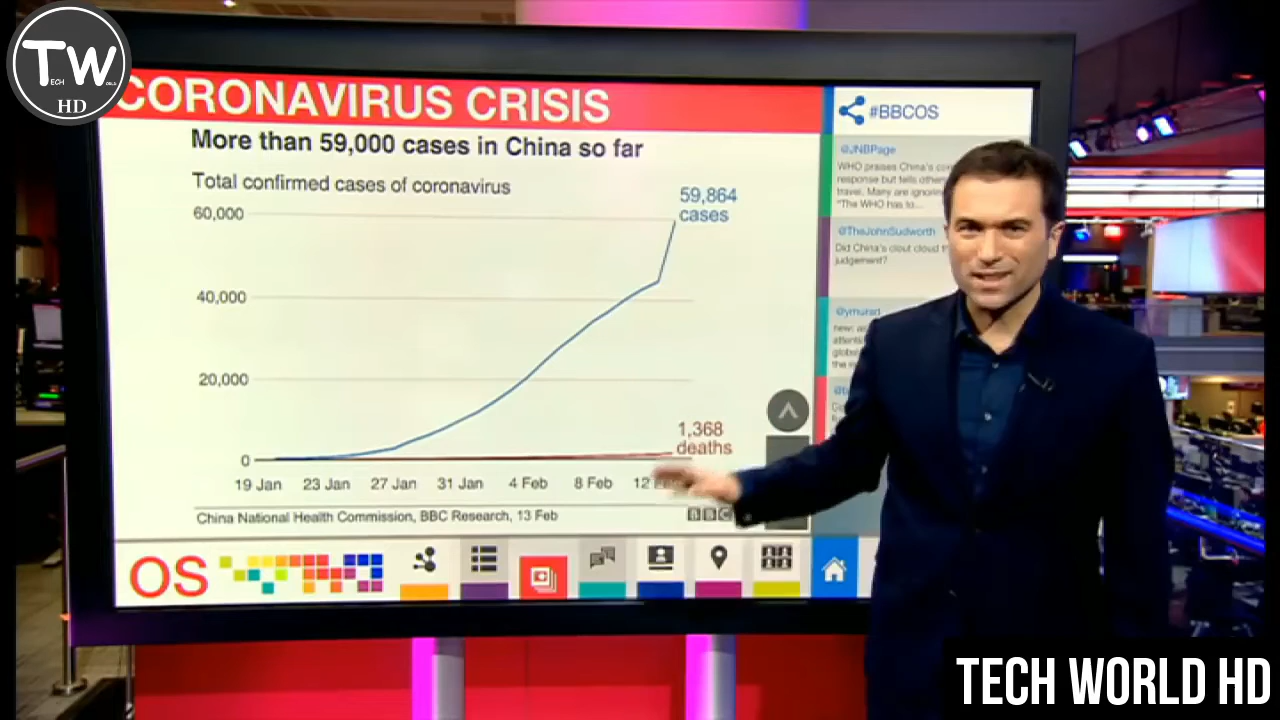 TW
TECH
HD
CORONAVIRUS CRISIS
More than 59,000 cases in China so far
Total confirmed cases of coronavirus
59,864
cases
60,000
40,000
20,000
0
1,368
deaths
19 Jan 23 Jan 27 Jan 31 Jan 4 Feb 8 Feb 12
China National Health Commission, BBC Research, 13 Feb
BBC
OS
#BBCOS
@JNBPage
WHO praises China's
response but tells
travel. Many are
"The WHO has to...
@TheJohnSudworth
Did China's clout cloud
judgement?
TECH WORLD HD